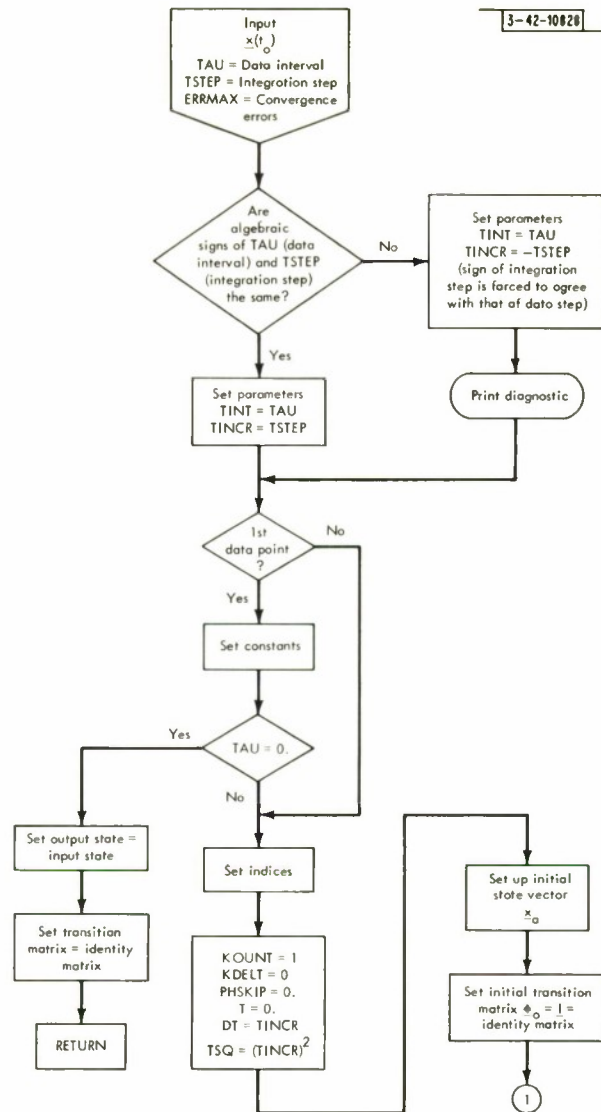 3-42-10828
Input
x(t_o)
TAU = Data interval
TSTEP = Integration step
ERRMAX = Convergence
errors
Are
algebraic
signs of TAU (data
interval) and TSTEP
(integration step)
the same?
No
Set parameters
TINT = TAU
TINCR = -TSTEP
(sign of integration
step is farced to agree
with that af dato step)
Yes
Set parameters
TINT = TAU
TINCR = TSTEP
Print diagnostic
1st
data point
?
No
Yes
Set constants
TAU = 0.
Yes
No
Set output state =
input state
Set transition
matrix = identity
matrix
RETURN
Set indices
KOUNT = 1
KDELT = 0
PHSKIP = 0.
T = 0.
DT = TINCR
TSQ = (TINCR)²
Set up initial
state vector
x_o
Set initial transition
matrix Φ_o = I =
identity matrix
1